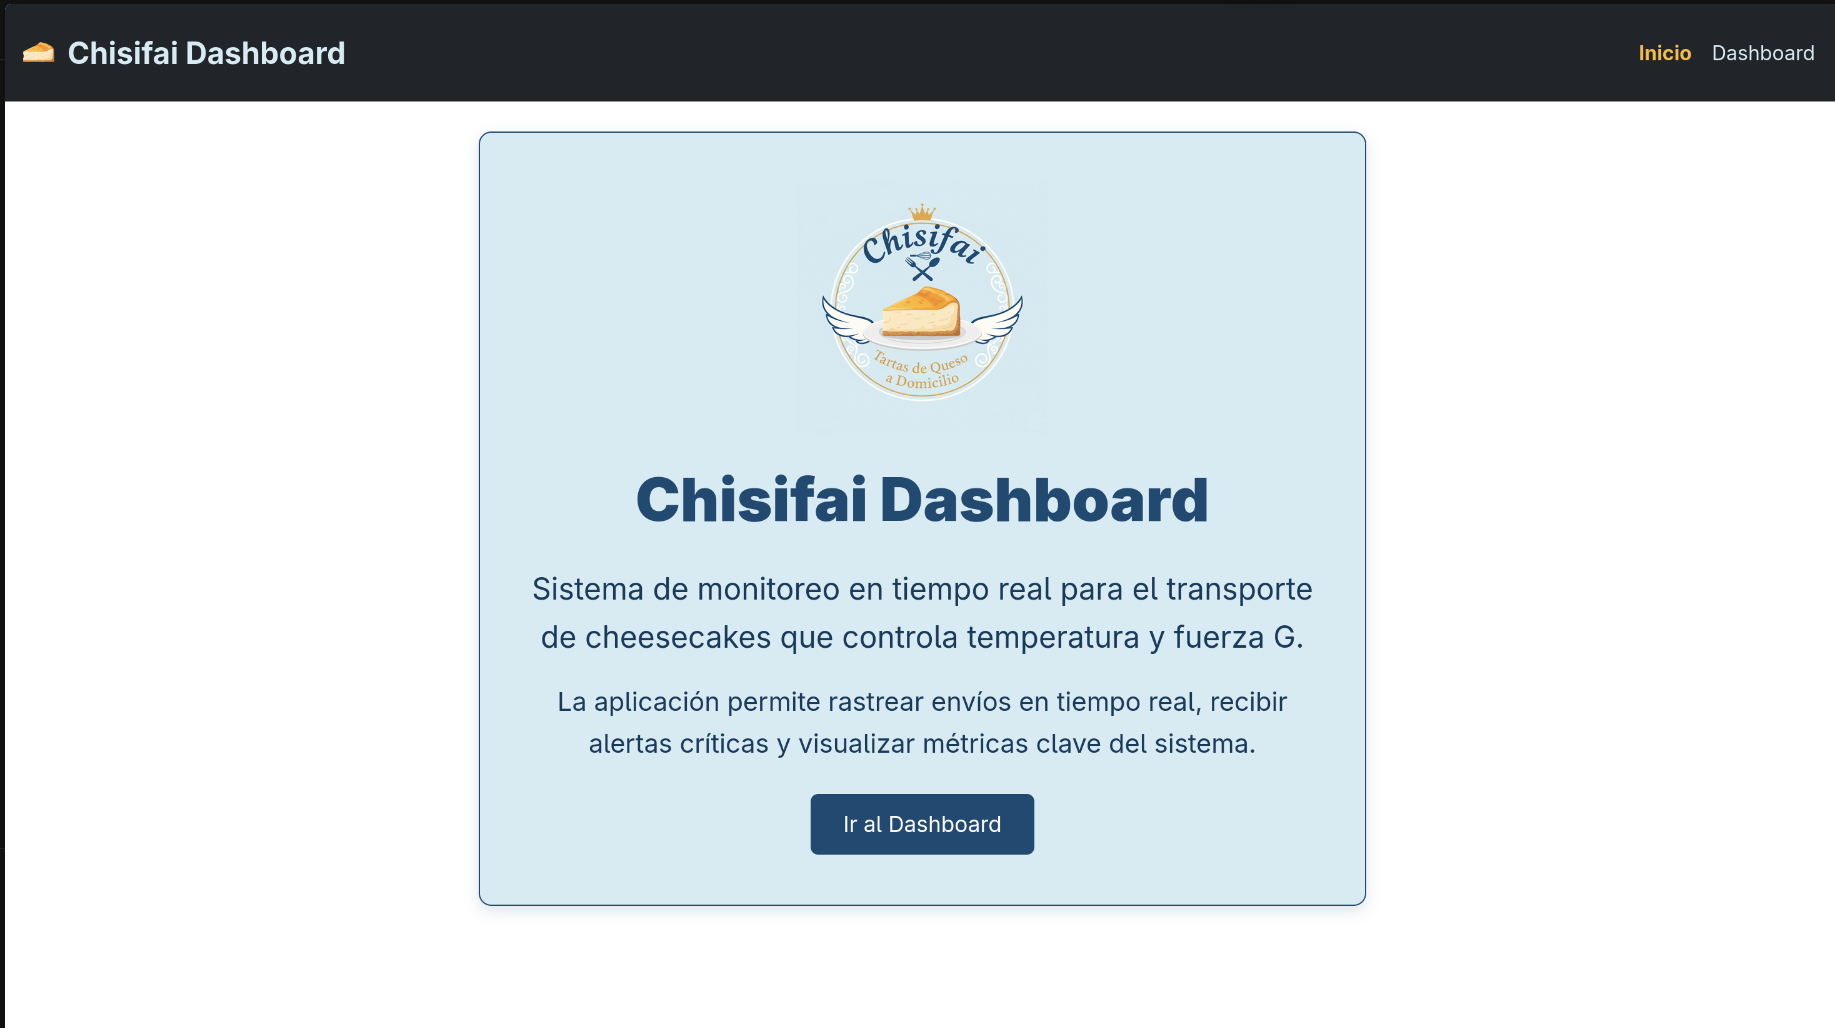 Chisifai Dashboard
Inicio
Dashboard
Chisifai
Tartas de Queso
a Domicilio
Chisifai Dashboard
Sistema de monitoreo en tiempo real para el transporte
de cheesecakes que controla temperatura y fuerza G.
La aplicación permite rastrear envíos en tiempo real, recibir
alertas críticas y visualizar métricas clave del sistema.
Ir al Dashboard